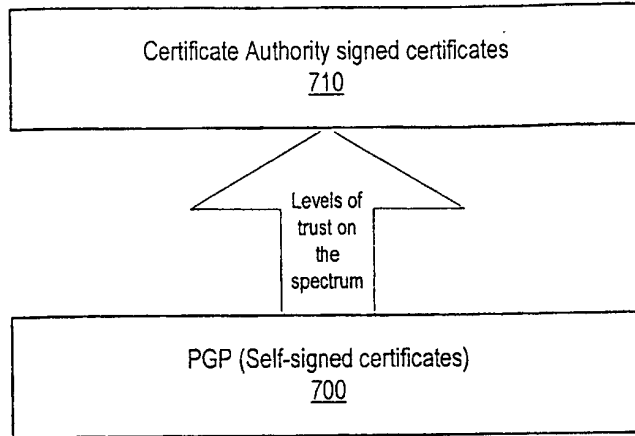 Certificate Authority signed certificates
710
Levels of
trust on
the
spectrum
PGP (Self-signed certificates)
700